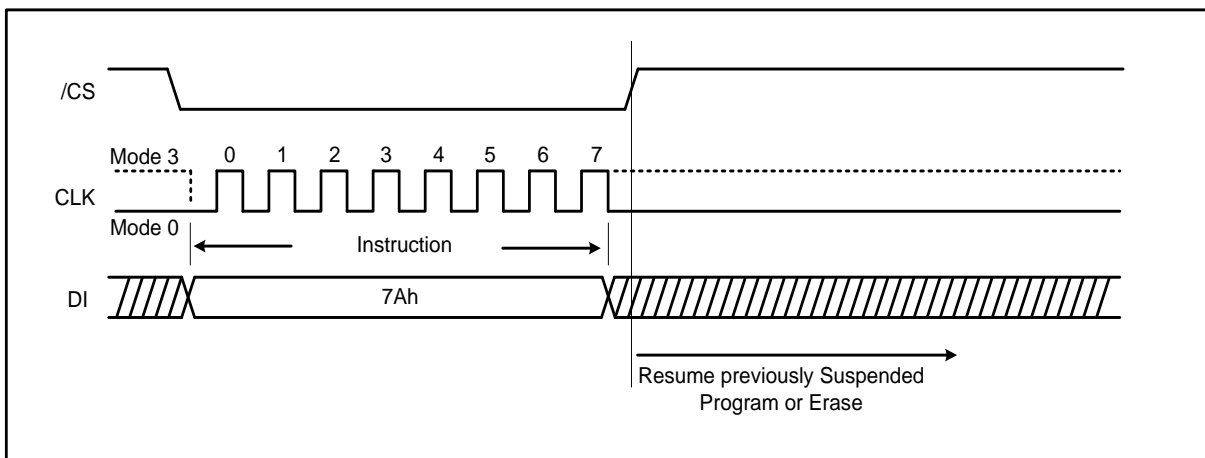 /CS
Mode 3
0 1 2 3 4 5 6 7
CLK
Mode 0
Instruction
DI
7Ah
Resume previously Suspended
Program or Erase